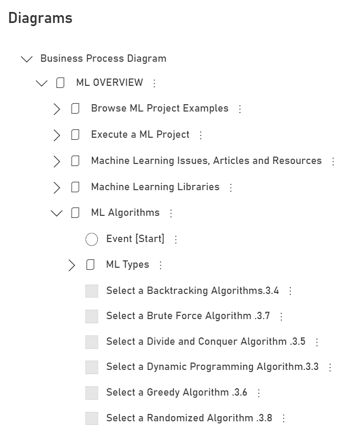 Diagrams
Business Process Diagram
ML OVERVIEW
Browse ML Project Examples
Execute a ML Project
Machine Learning Issues, Articles and Resources
Machine Learning Libraries
ML Algorithms
Event [Start]
ML Types
Select a Backtracking Algorithms.3.4
Select a Brute Force Algorithm .3.7
Select a Divide and Conquer Algorithm .3.5
Select a Dynamic Programming Algorithm.3.3
Select a Greedy Algorithm .3.6
Select a Randomized Algorithm .3.8